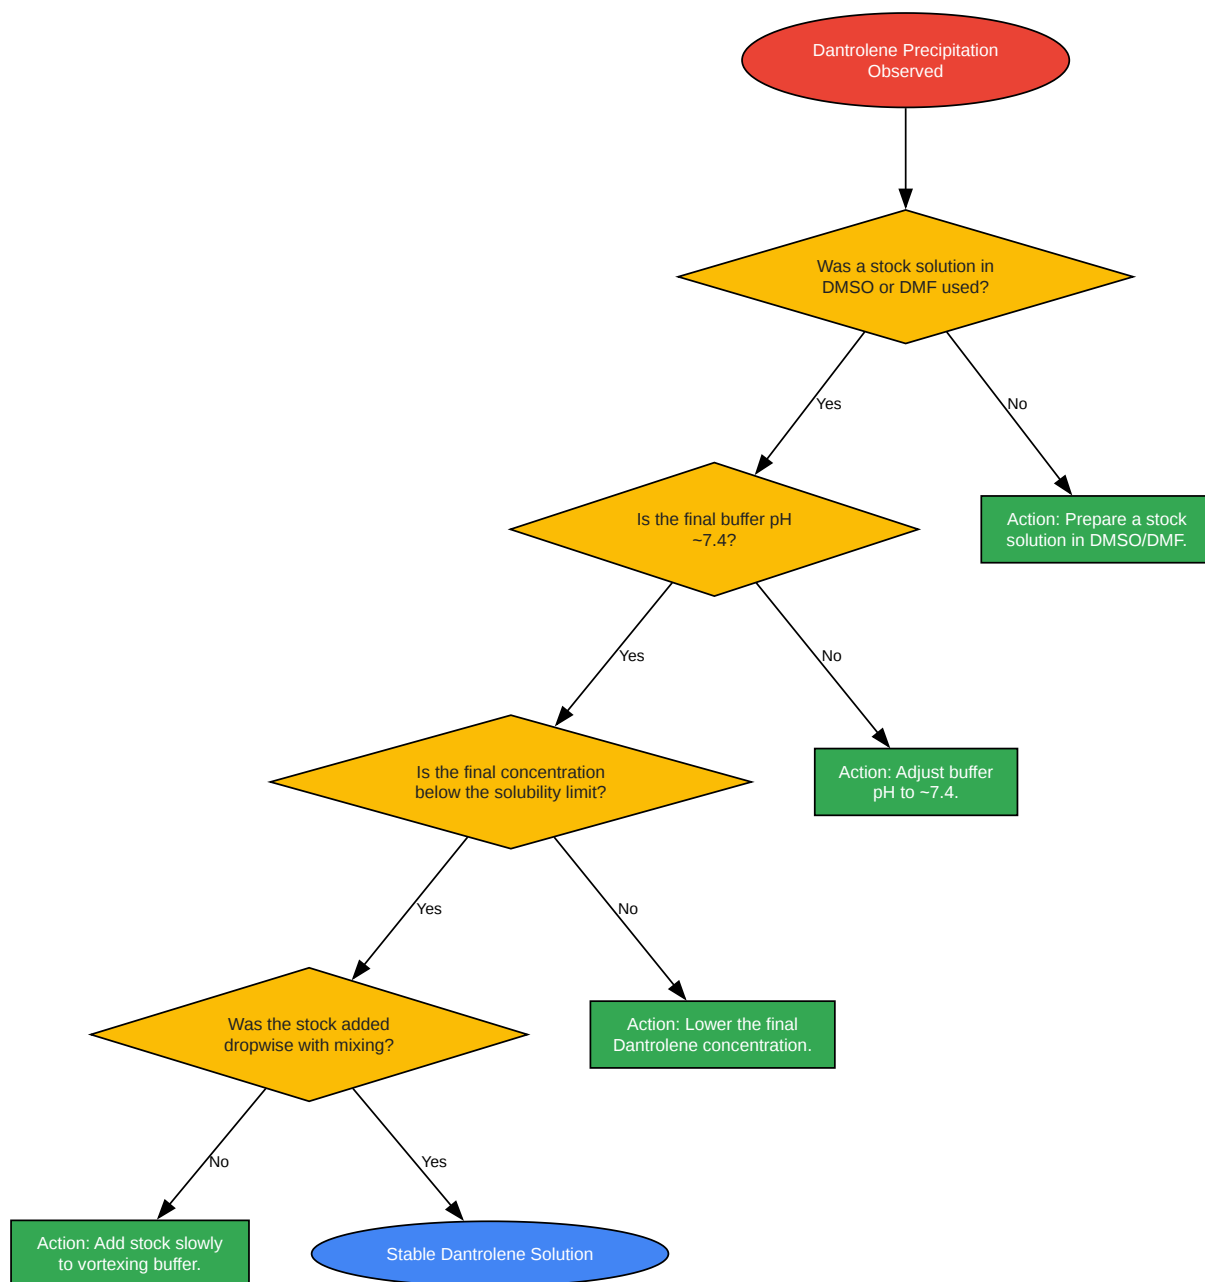 Dantrolene Precipitation
Observed
Was a stock solution in
DMSO or DMF used?
Yes
No
Is the final buffer pH
~7.4?
Action: Prepare a stock
solution in DMSO/DMF.
Yes
No
Is the final concentration
below the solubility limit?
Action: Adjust buffer
pH to ~7.4.
Yes
No
Was the stock added
dropwise with mixing?
Action: Lower the final
Dantrolene concentration.
No
Yes
Action: Add stock slowly
to vortexing buffer.
Stable Dantrolene Solution